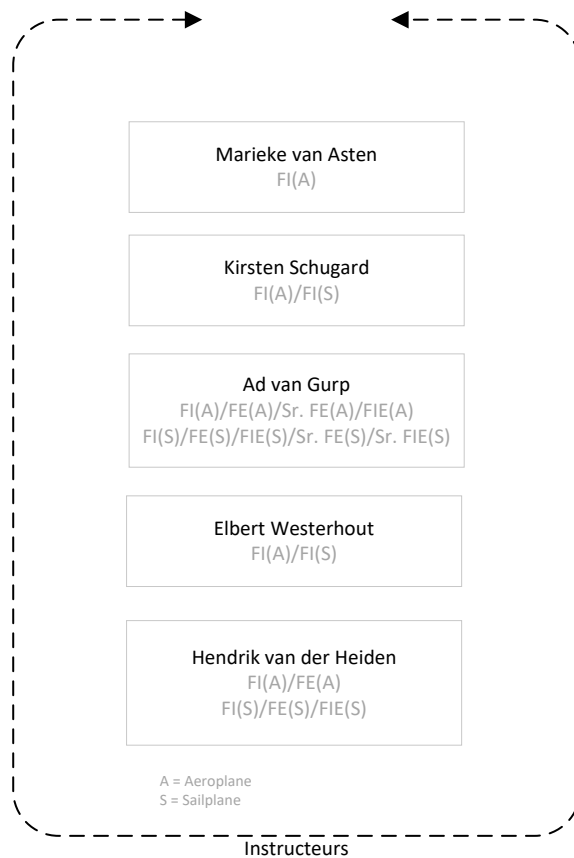 Marieke van Asten
FI(A)
Kirsten Schugard
FI(A)/FI(S)
Ad van Gurp
FI(A)/FE(A)/Sr. FE(A)/FIE(A)
FI(S)/FE(S)/FIE(S)/Sr. FE(S)/Sr. FIE(S)
Elbert Westerhout
FI(A)/FI(S)
Hendrik van der Heiden
FI(A)/FE(A)
FI(S)/FE(S)/FIE(S)
A = Aeroplane
S = Sailplane
Instructeurs